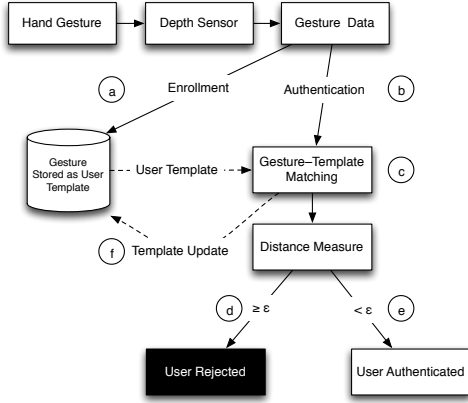 Hand Gesture
Depth Sensor
Gesture Data
a
Enrollment
Authentication
b
Gesture
Stored as User
Template
User Template
Gesture–Template
Matching
c
f
Template Update
Distance Measure
d
≥ ε
< ε
e
User Rejected
User Authenticated